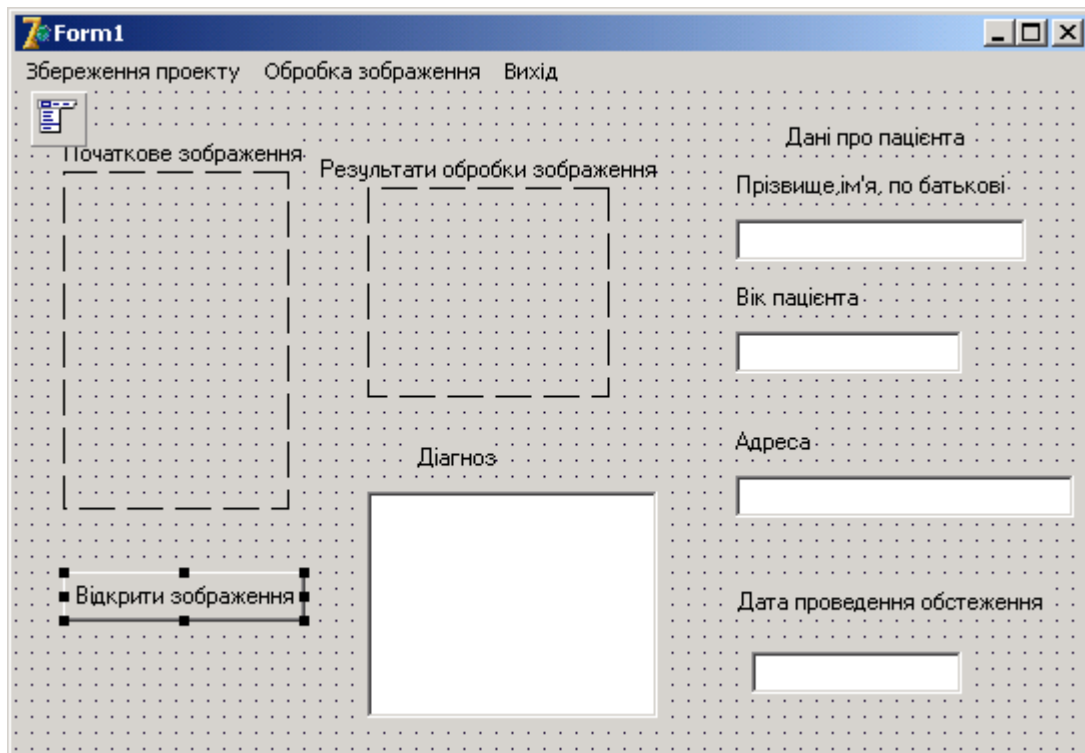 Form1
Збереження проекту Обробка зображення Вихід
Початкове зображення
Результати обробки зображення
Дані про пацієнта
Прізвище,ім'я, по батькові
Вік пацієнта
Адреса
Діагноз
Відкрити зображення
Дата проведення обстеження